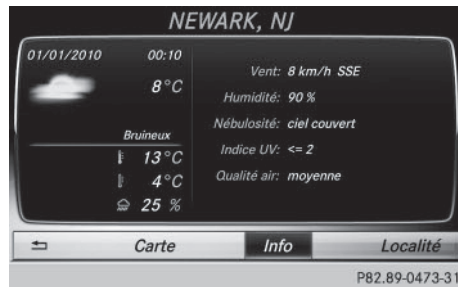 NEWARK, NJ
01/01/2010 00:10
8°C
Bruineux
13°C
4°C
25 %
Vent: 8 km/h SSE
Humidité: 90 %
Nébulosité: ciel couvert
Indice UV: <= 2
Qualité air: moyenne
Carte Info Localité
P82.89-0473-31